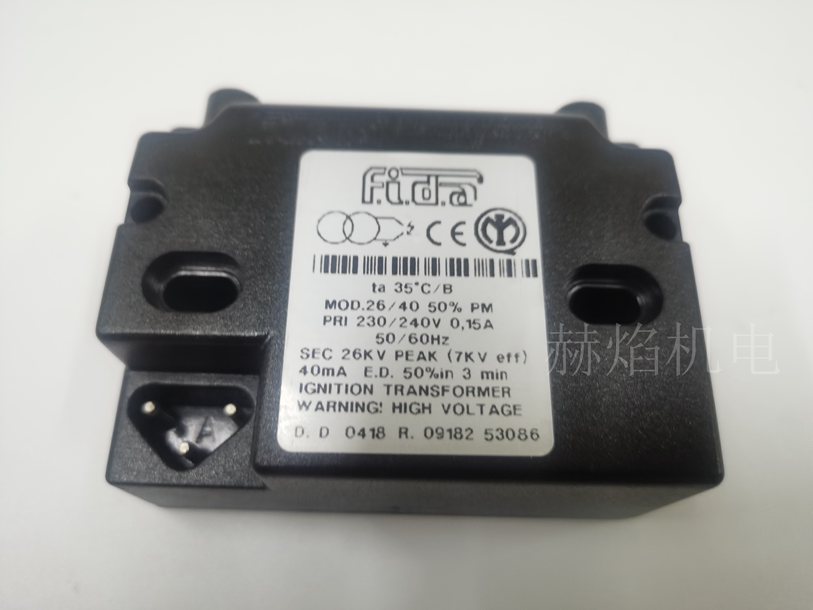 f.i.d.a
CE
ta 35°C/B
MOD.26/40 50% PM
PRI 230/240V 0,15A
50/60Hz
SEC 26KV PEAK (7KV eff)
40mA E.D. 50%in 3 min
IGNITION TRANSFORMER
WARNING! HIGH VOLTAGE
D. D 0418 R. 09182 53086
A
赫焰机电